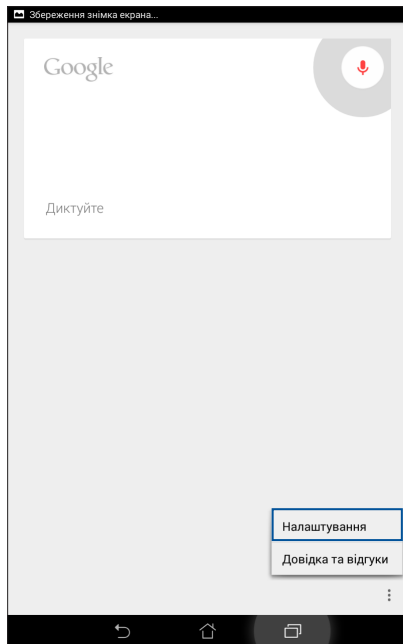 Збереження знімка екрана...
Google
Диктуйте
Налаштування
Довідка та відгуки